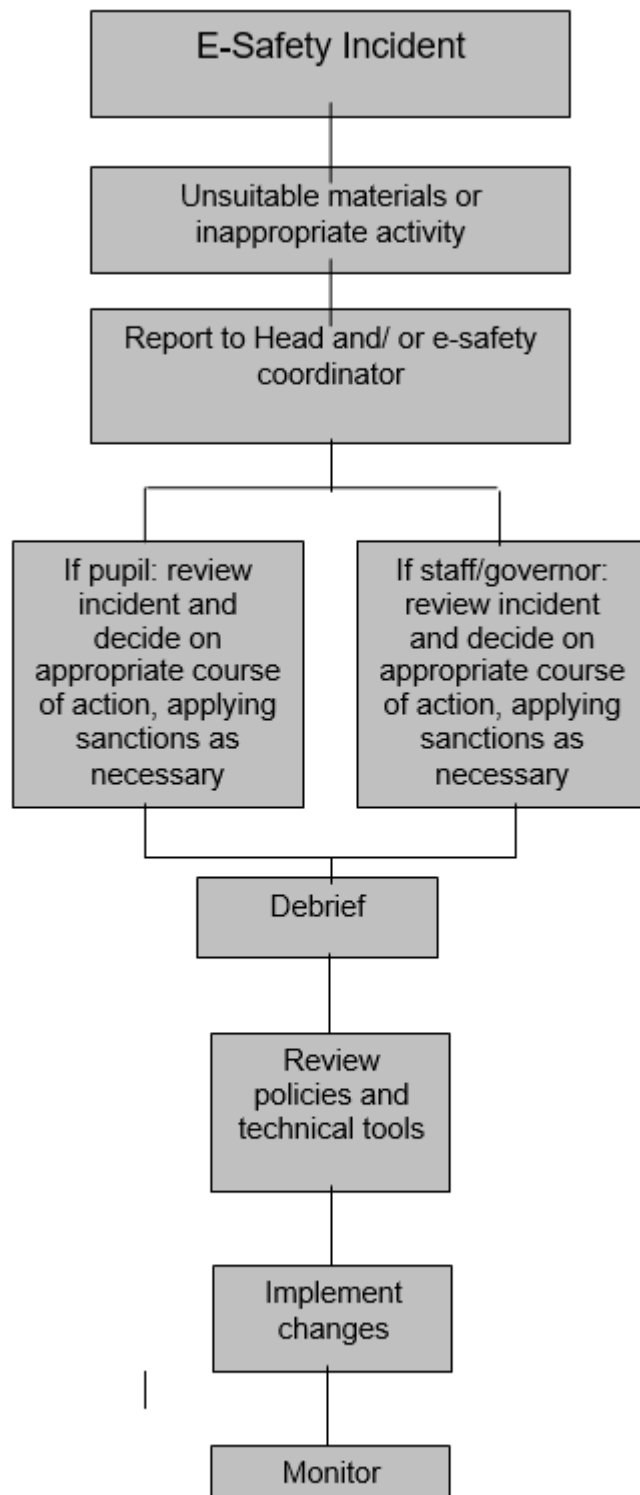 E-Safety Incident
Unsuitable materials or
inappropriate activity
Report to Head and/ or e-safety
coordinator
If pupil: review
incident and
decide on
appropriate course
of action, applying
sanctions as
necessary
If staff/governor:
review incident
and decide on
appropriate course
of action, applying
sanctions as
necessary
Debrief
Review
policies and
technical tools
Implement
changes
Monitor